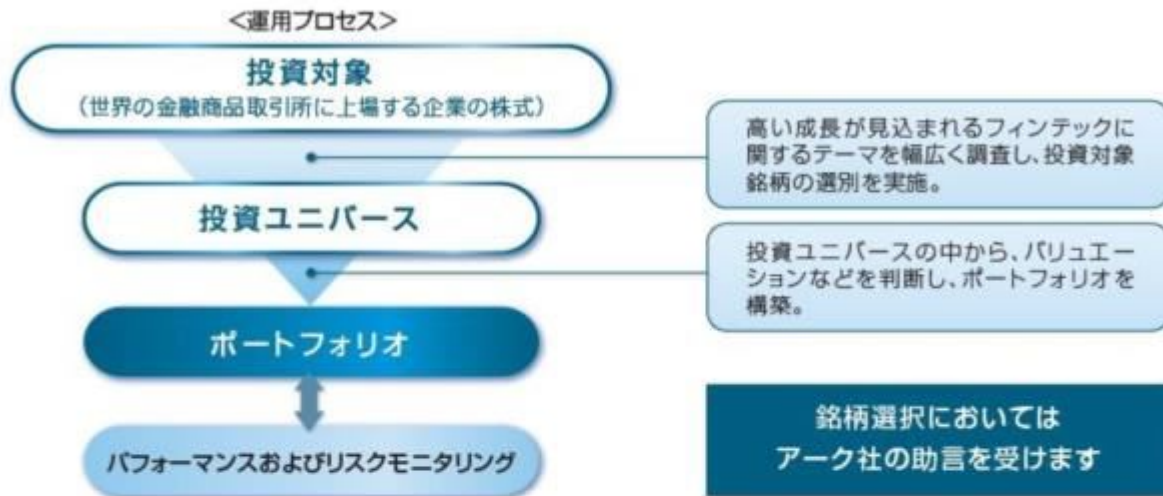 <運用プロセス>
投資対象
(世界の金融商品取引所に上場する企業の株式)
高い成長が見込まれるフィンテックに
関するテーマを幅広く調査し、投資対象
銘柄の選別を実施。
投資ユニバース
投資ユニバースの中から、バリュエー
ションなどを判断し、ポートフォリオを
構築。
ポートフォリオ
パフォーマンスおよびリスクモニタリング
銘柄選択においては
アーク社の助言を受けます